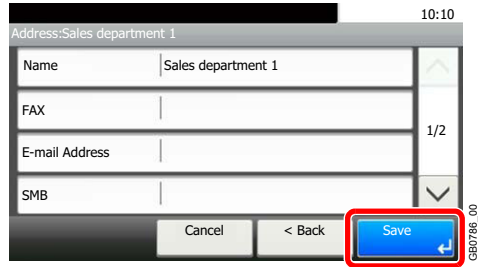 10:10
Address:Sales department 1
Name Sales department 1
FAX
1/2
E-mail Address
SMB
Cancel < Back Save
GB0786_00